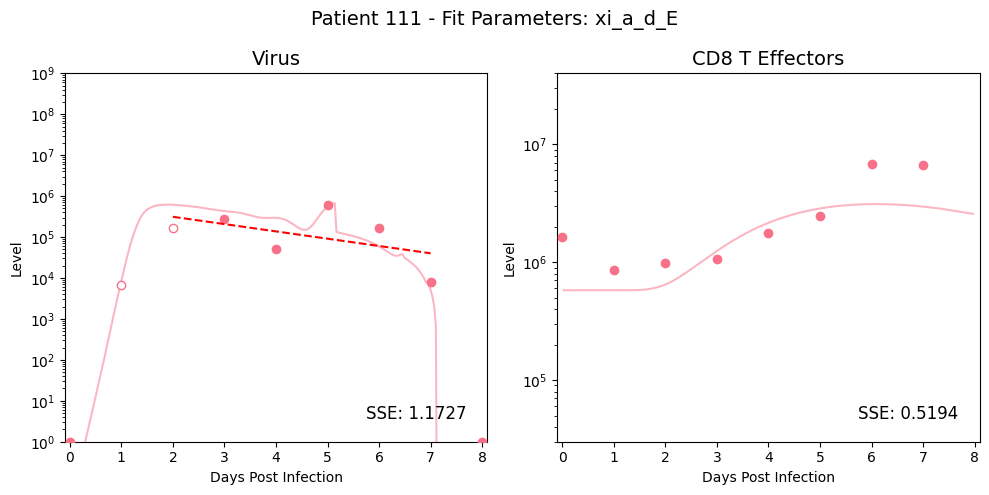 Patient 111 - Fit Parameters: xi_a_d_E
Virus
CD8 T Effectors
Level
10^9
10^8
10^7
10^6
10^5
10^4
10^3
10^2
10^1
10^0
SSE: 1.1727
0 1 2 3 4 5 6 7 8
Days Post Infection
Level
10^7
10^6
10^5
SSE: 0.5194
0 1 2 3 4 5 6 7 8
Days Post Infection